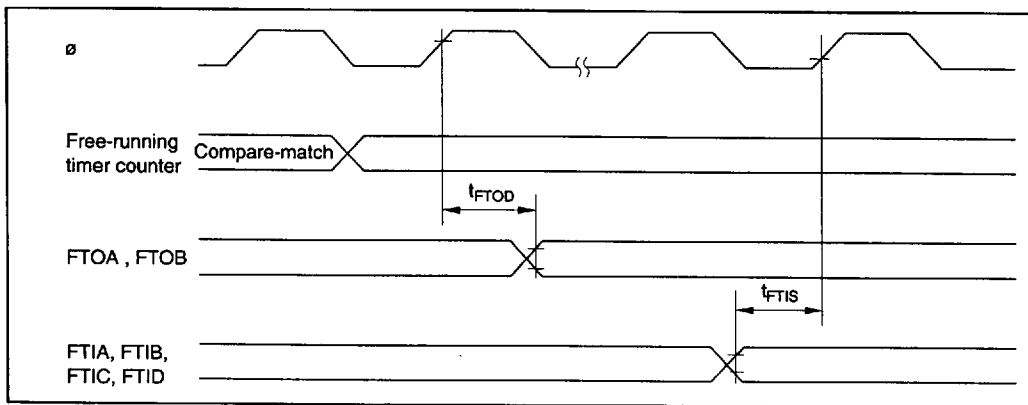 ø
Free-running
timer counter
Compare-match
tFTOD
FTOA , FTOB
tFTIS
FTIA, FTIB,
FTIC, FTID